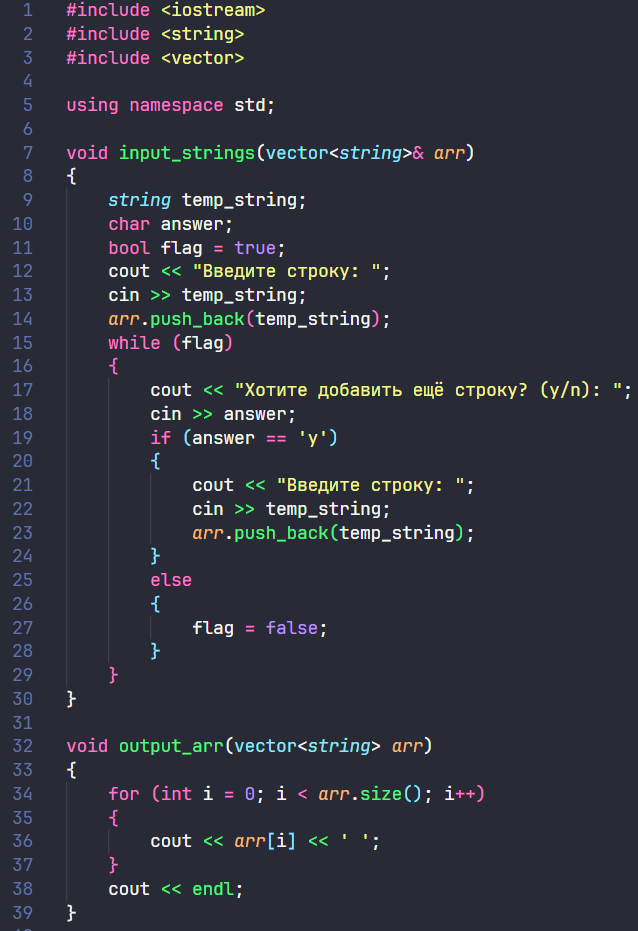 1 #include <iostream>
2 #include <string>
3 #include <vector>
4
5 using namespace std;
6
7 void input_strings(vector<string>& arr)
8 {
9     string temp_string;
10     char answer;
11     bool flag = true;
12     cout << "Введите строку: ";
13     cin >> temp_string;
14     arr.push_back(temp_string);
15     while (flag)
16     {
17         cout << "Хотите добавить ещё строку? (y/n): ";
18         cin >> answer;
19         if (answer == 'y')
20         {
21             cout << "Введите строку: ";
22             cin >> temp_string;
23             arr.push_back(temp_string);
24         }
25         else
26         {
27             flag = false;
28         }
29     }
30 }
31
32 void output_arr(vector<string> arr)
33 {
34     for (int i = 0; i < arr.size(); i++)
35     {
36         cout << arr[i] << ' ';
37     }
38     cout << endl;
39 }